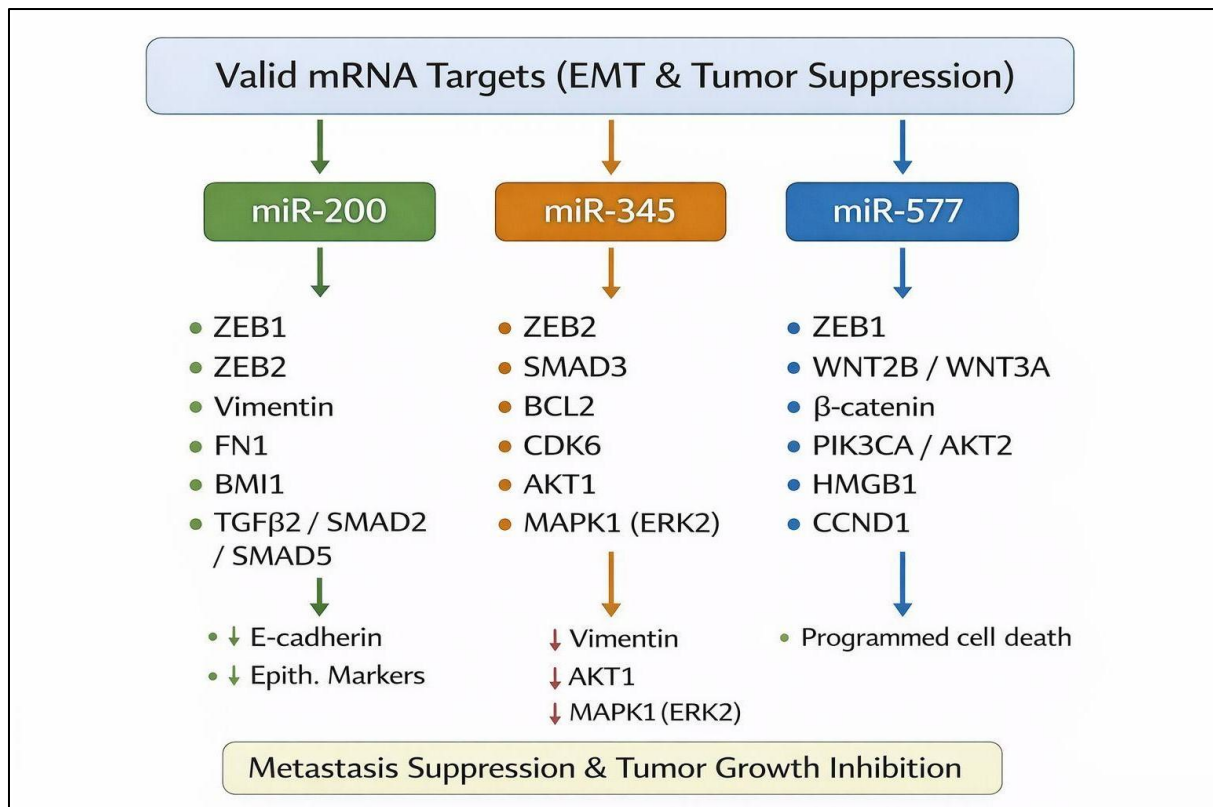 Valid mRNA Targets (EMT & Tumor Suppression)
miR-200
miR-345
miR-577
• ZEB1
• ZEB2
• Vimentin
• FN1
• BMI1
• TGFβ2 / SMAD2
/ SMAD5
• ZEB2
• SMAD3
• BCL2
• CDK6
• AKT1
• MAPK1 (ERK2)
• ZEB1
• WNT2B / WNT3A
• β-catenin
• PIK3CA / AKT2
• HMGB1
• CCND1
• ↓ E-cadherin
• ↓ Epith. Markers
↓ Vimentin
↓ AKT1
↓ MAPK1 (ERK2)
• Programmed cell death
Metastasis Suppression & Tumor Growth Inhibition